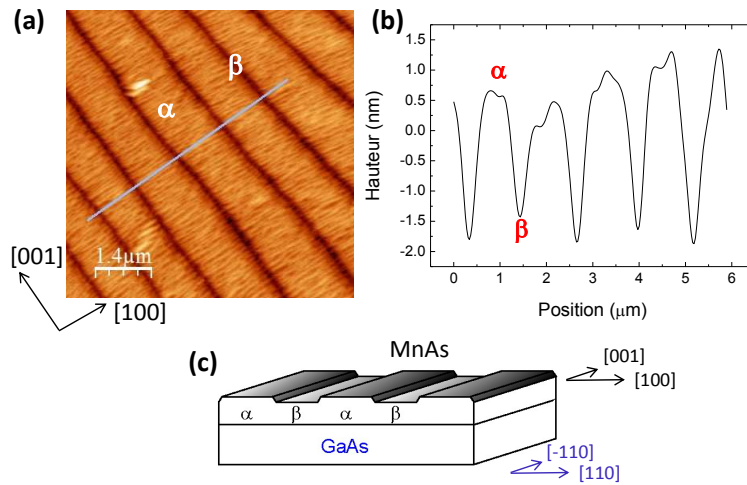 (a)
β
α
1.4μm
[001]
[100]
(b)
Hauteur (nm)
1.5
1.0
0.5
0.0
-0.5
-1.0
-1.5
-2.0
α
β
0 1 2 3 4 5 6
Position (μm)
(c)
MnAs
[001]
[100]
α β α β
GaAs
[-110]
[110]